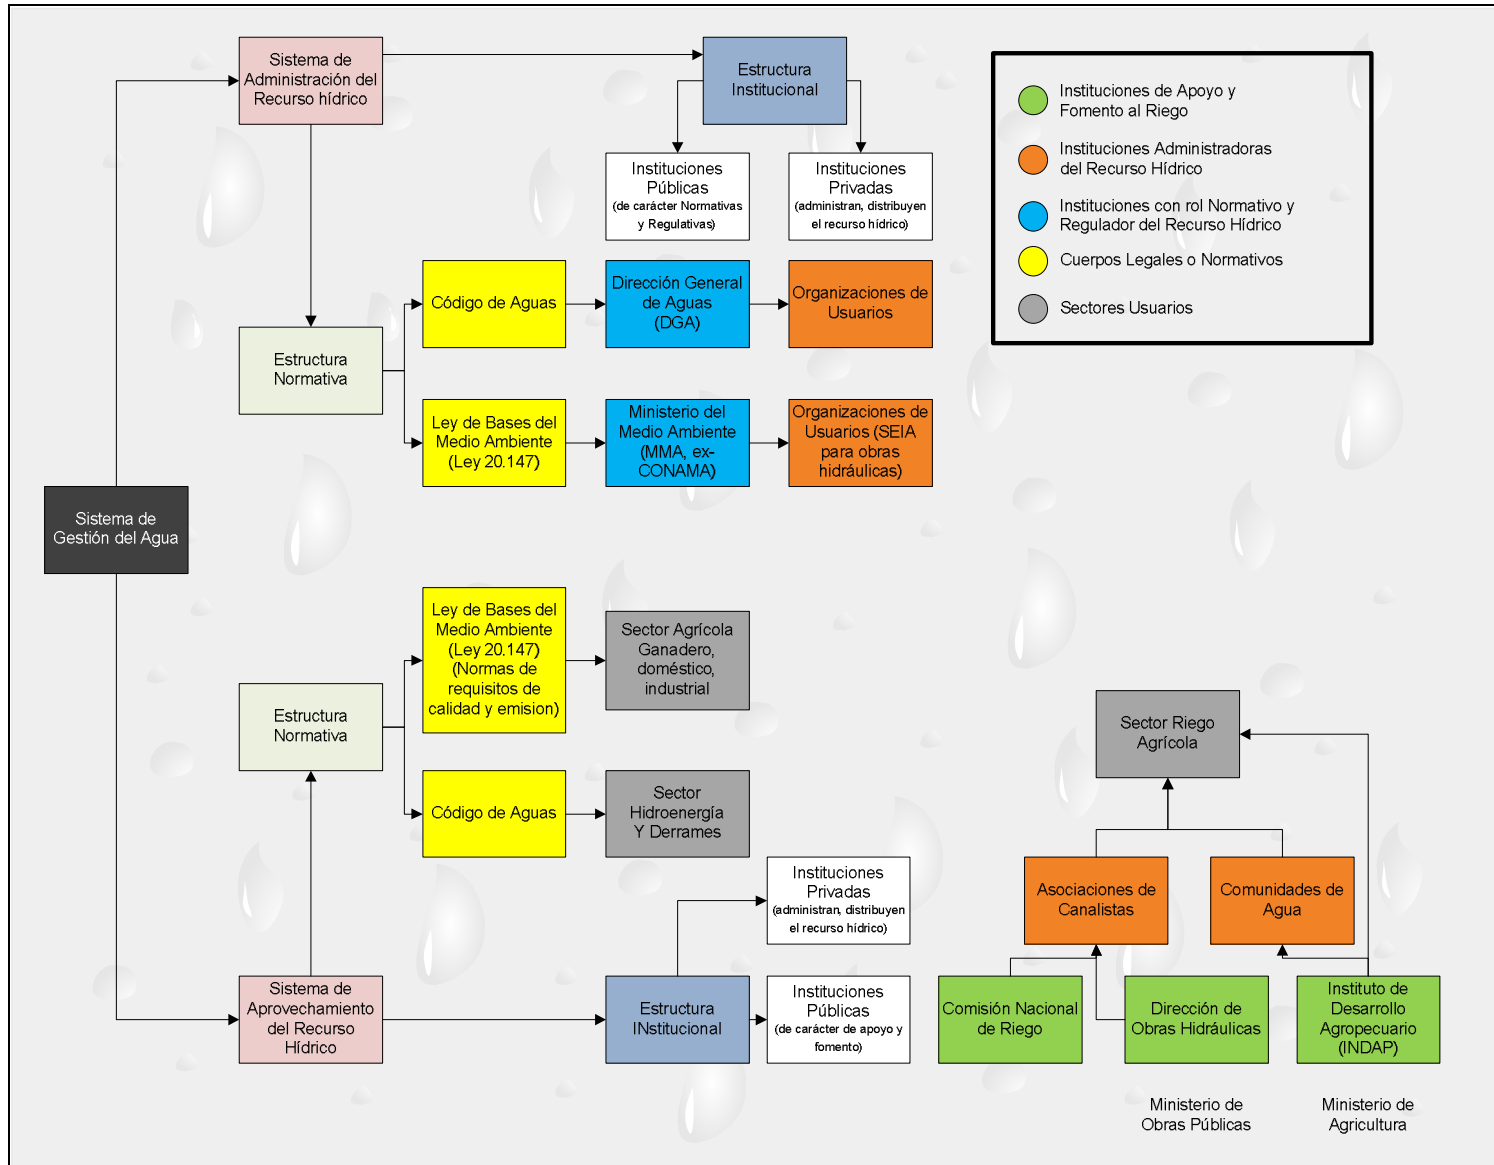 Sistema de
Administración del
Recurso hídrico
Estructura
Institucional
Instituciones
Públicas
(de carácter Normativas
y Regulativas)
Instituciones
Privadas
(administran, distribuyen
el recurso hídrico)
Instituciones de Apoyo y
Fomento al Riego
Instituciones Administradoras
del Recurso Hídrico
Instituciones con rol Normativo y
Regulador del Recurso Hídrico
Cuerpos Legales o Normativos
Sectores Usuarios
Estructura
Normativa
Código de Aguas
Dirección General
de Aguas
(DGA)
Organizaciones de
Usuarios
Ley de Bases del
Medio Ambiente
(Ley 20.147)
Ministerio del
Medio Ambiente
(MMA, ex-
CONAMA)
Organizaciones de
Usuarios (SEIA
para obras
hidráulicas)
Sistema de
Gestión del Agua
Ley de Bases del
Medio Ambiente
(Ley 20.147)
(Normas de
requisitos de
calidad y emision)
Sector Agrícola
Ganadero,
doméstico,
industrial
Estructura
Normativa
Código de Aguas
Sector
Hidroenergía
Y Derrames
Sector Riego
Agrícola
Asociaciones de
Canalistas
Comunidades de
Agua
Instituciones
Privadas
(administran, distribuyen
el recurso hídrico)
Sistema de
Aprovechamiento
del Recurso
Hídrico
Estructura
INstitucional
Instituciones
Públicas
(de carácter de apoyo y
fomento)
Comisión Nacional
de Riego
Dirección de
Obras Hidráulicas
Instituto de
Desarrollo
Agropecuario
(INDAP)
Ministerio de
Obras Públicas
Ministerio de
Agricultura